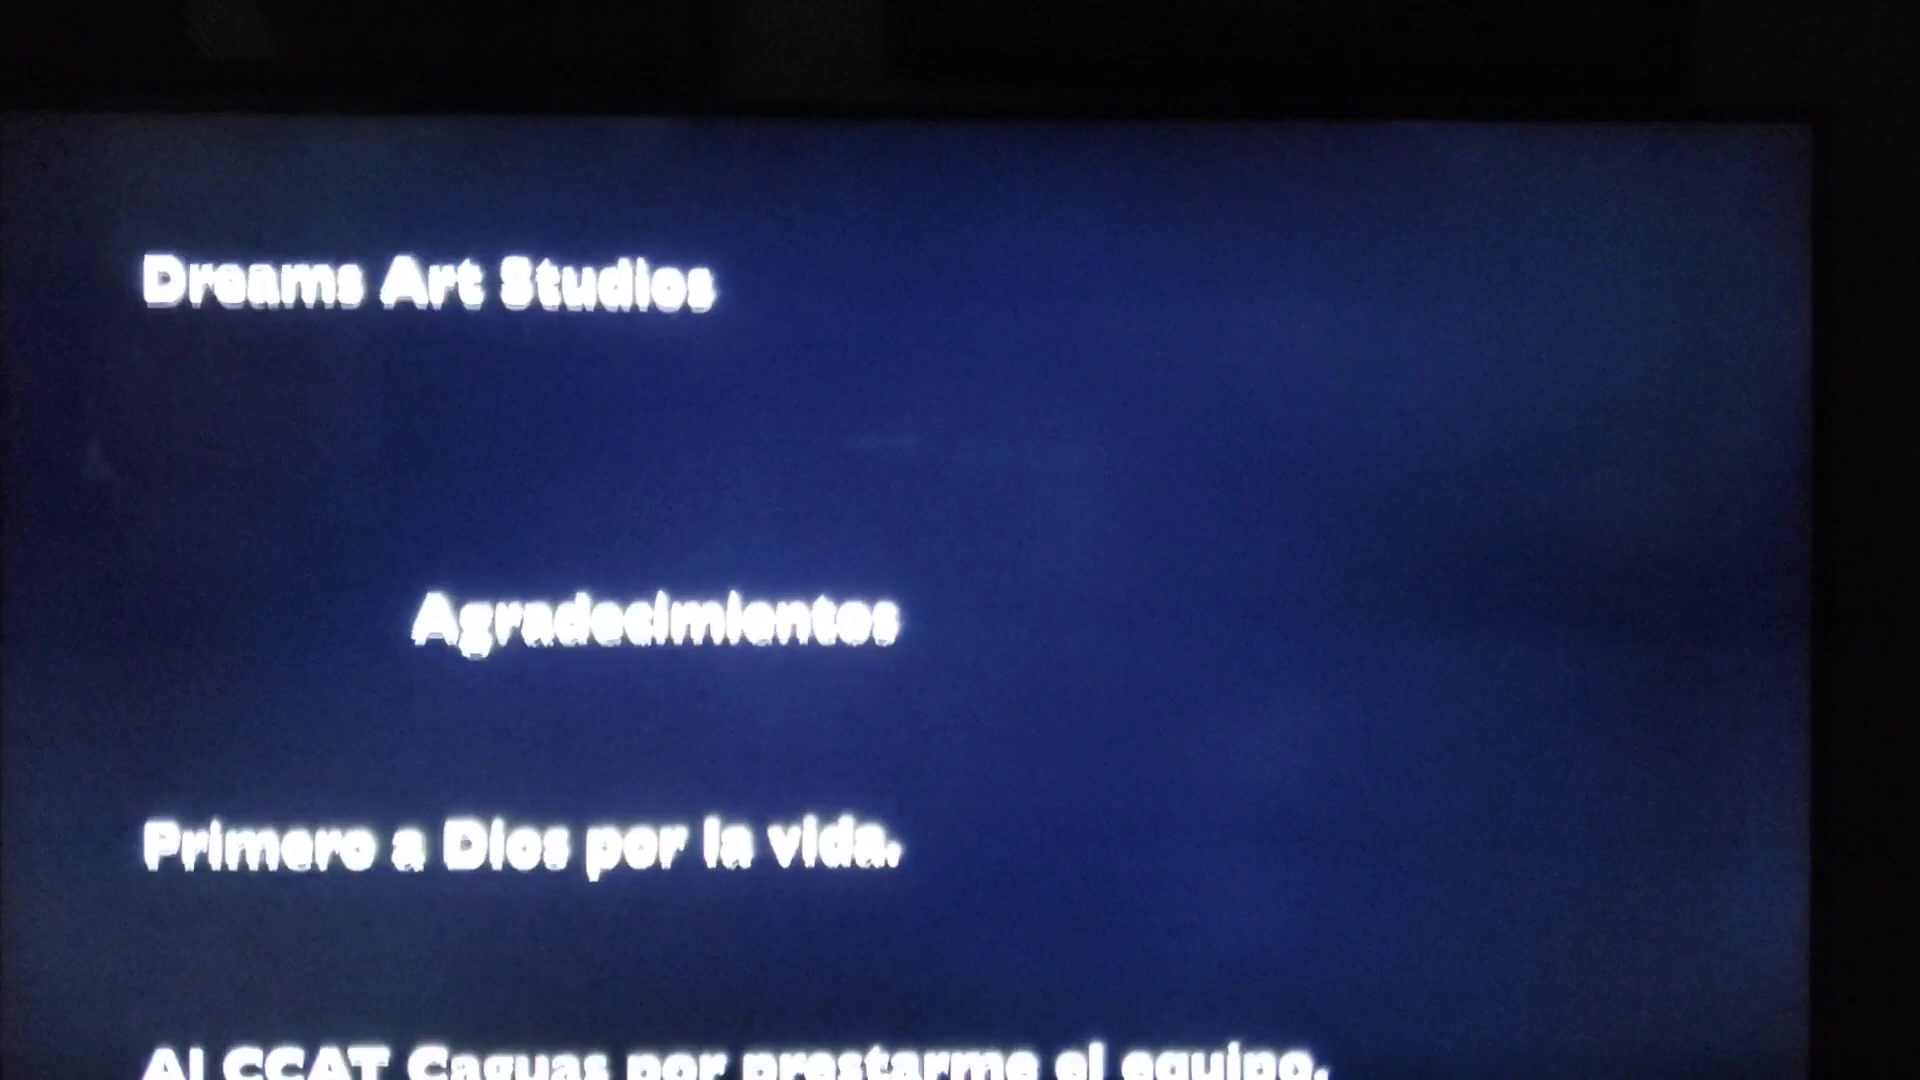 Dreams Art Studios
Agradecimientos
Primero a Dios por la vida.
Al CCAT Caguas por prestarme el equipo.